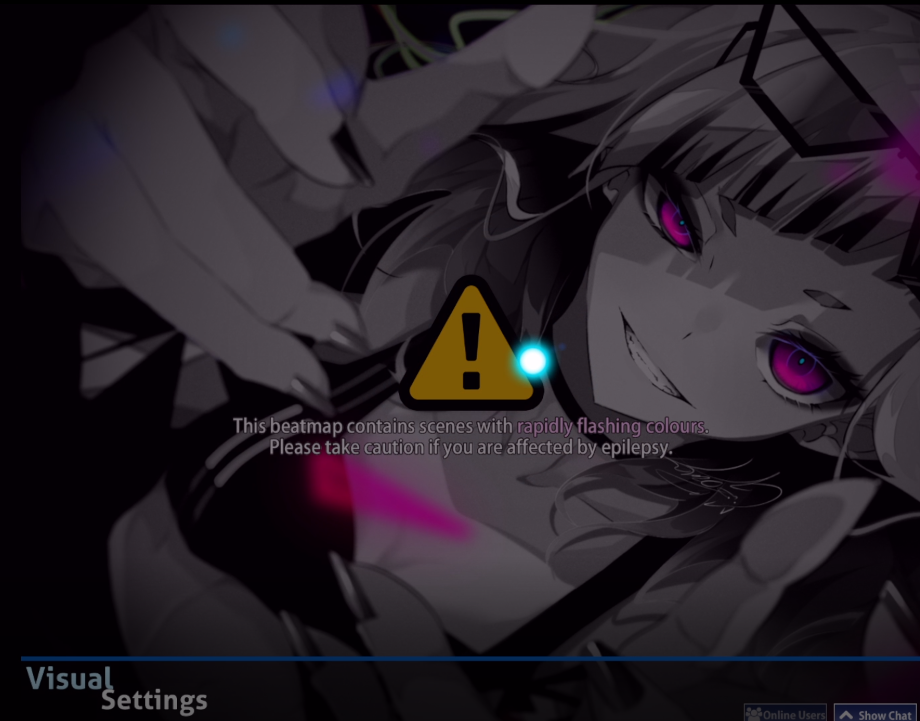 !
This beatmap contains scenes with rapidly flashing colours.
Please take caution if you are affected by epilepsy.
Visual
Settings
Online Users
Show Chat